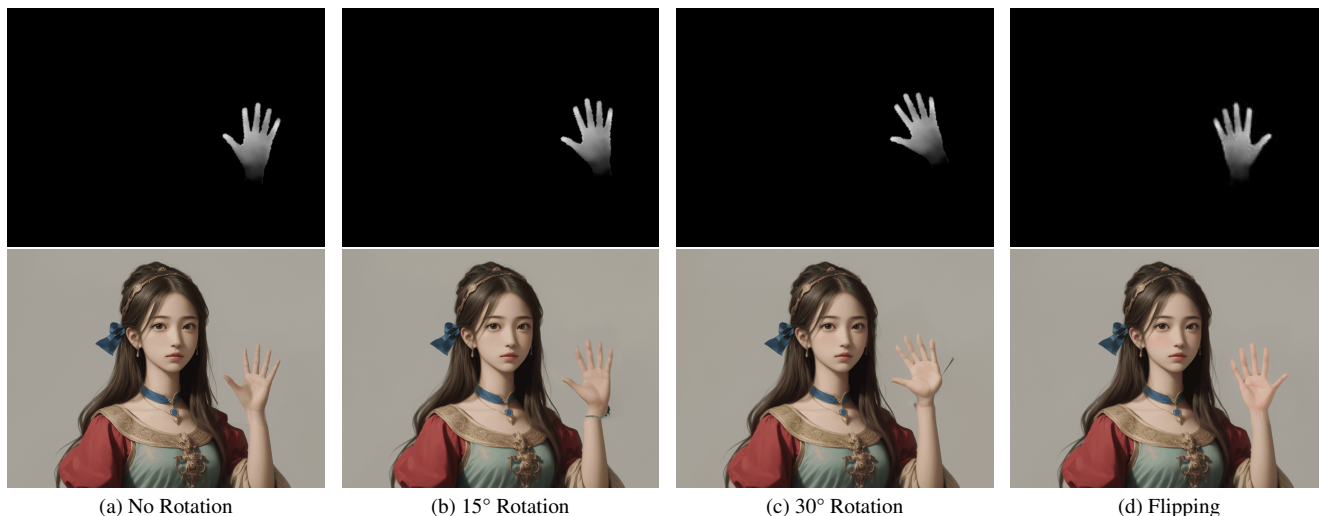 (a) No Rotation
(b) 15° Rotation
(c) 30° Rotation
(d) Flipping